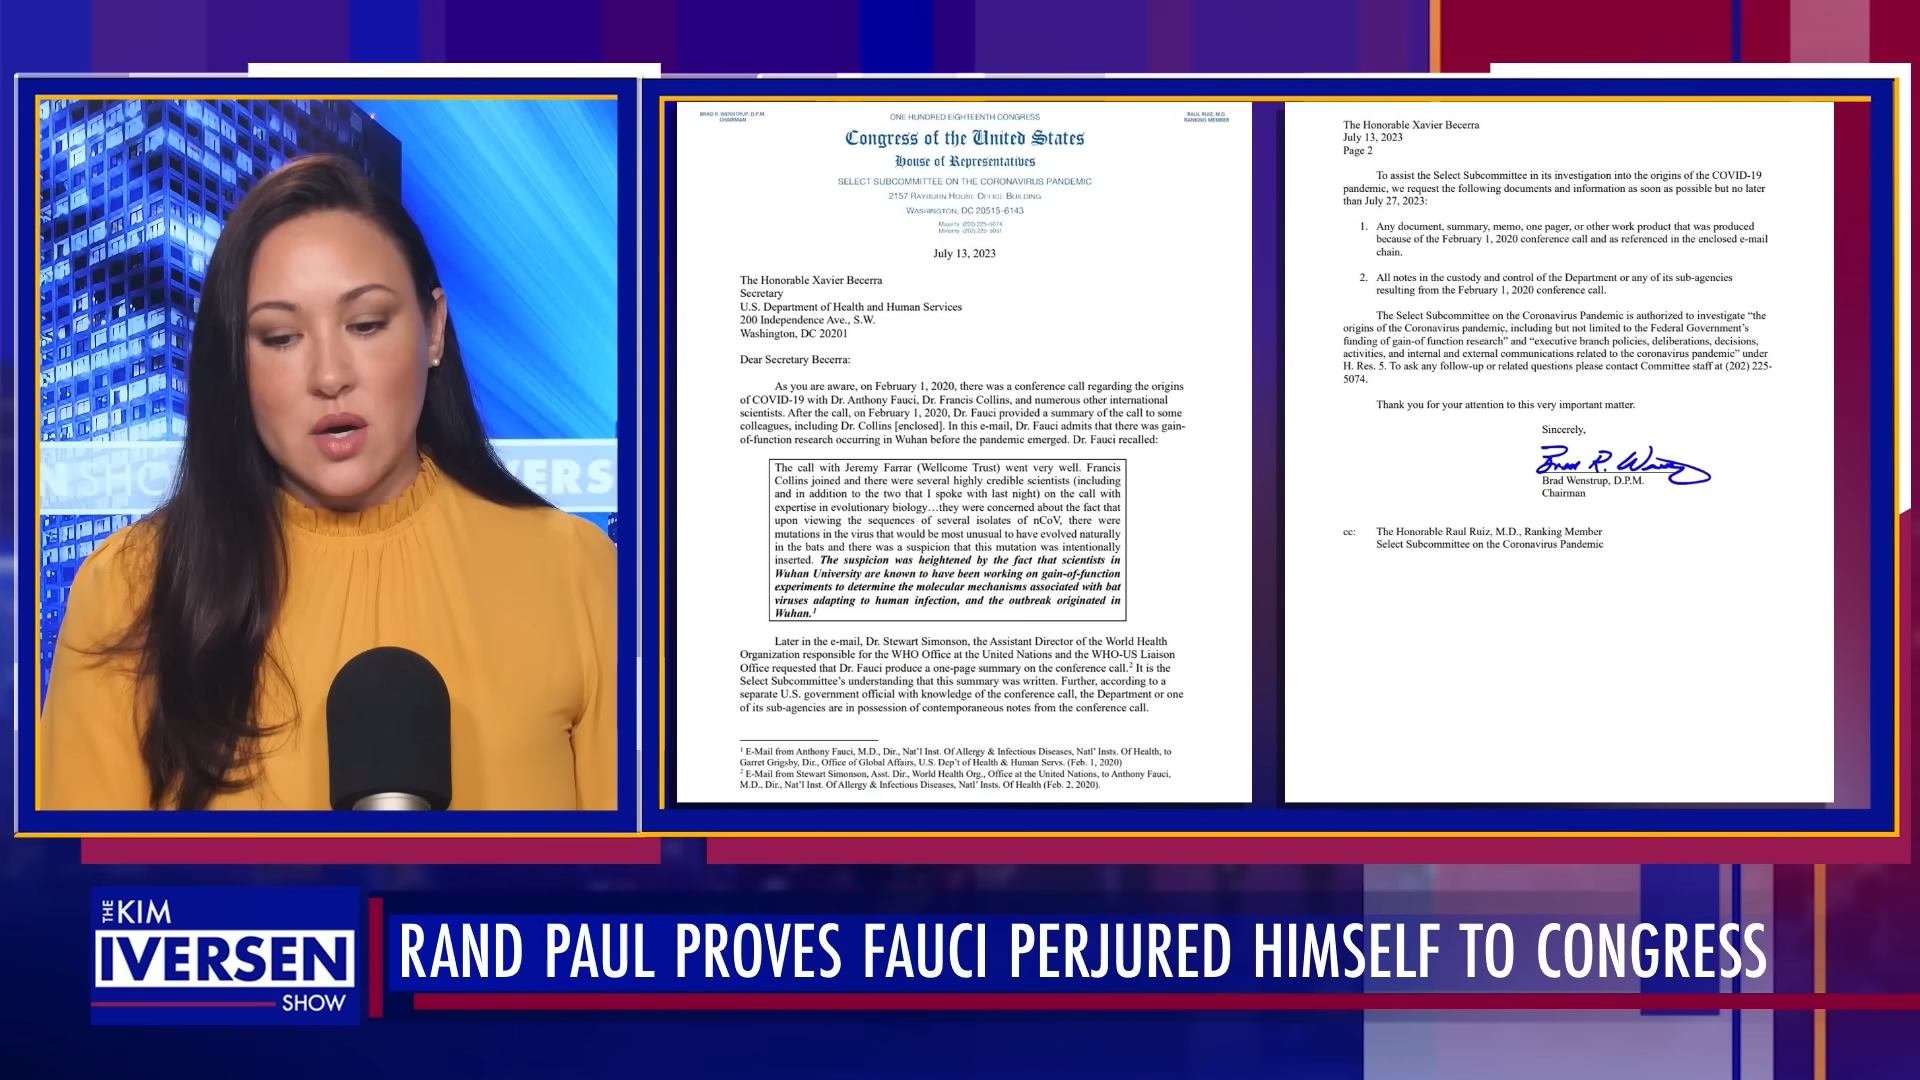 BRAD R. WENSTRUP, D.P.M.
CHAIRMAN
ONE HUNDRED EIGHTEENTH CONGRESS
RAUL RUIZ, M.D.
RANKING MEMBER
Congress of the United States
House of Representatives
SELECT SUBCOMMITTEE ON THE CORONAVIRUS PANDEMIC
2157 RAYBURN HOUSE OFFICE BUILDING
WASHINGTON, DC 20515-6143
Majority (202) 225-5074
Minority (202) 225-5051
July 13, 2023
The Honorable Xavier Becerra
Secretary
U.S. Department of Health and Human Services
200 Independence Ave., S.W.
Washington, DC 20201
Dear Secretary Becerra:
As you are aware, on February 1, 2020, there was a conference call regarding the origins
of COVID-19 with Dr. Anthony Fauci, Dr. Francis Collins, and numerous other international
scientists. After the call, on February 1, 2020, Dr. Fauci provided a summary of the call to some
colleagues, including Dr. Collins [enclosed]. In this e-mail, Dr. Fauci admits that there was gain-
of-function research occurring in Wuhan before the pandemic emerged. Dr. Fauci recalled:
The call with Jeremy Farrar (Wellcome Trust) went very well. Francis
Collins joined and there were several highly credible scientists (including
and in addition to the two that I spoke with last night) on the call with
expertise in evolutionary biology…they were concerned about the fact that
upon viewing the sequences of several isolates of nCoV, there were
mutations in the virus that would be most unusual to have evolved naturally
in the bats and there was a suspicion that this mutation was intentionally
inserted. The suspicion was heightened by the fact that scientists in
Wuhan University are known to have been working on gain-of-function
experiments to determine the molecular mechanisms associated with bat
viruses adapting to human infection, and the outbreak originated in
Wuhan.1
Later in the e-mail, Dr. Stewart Simonson, the Assistant Director of the World Health
Organization responsible for the WHO Office at the United Nations and the WHO-US Liaison
Office requested that Dr. Fauci produce a one-page summary on the conference call.2 It is the
Select Subcommittee's understanding that this summary was written. Further, according to a
separate U.S. government official with knowledge of the conference call, the Department or one
of its sub-agencies are in possession of contemporaneous notes from the conference call.
1 E-Mail from Anthony Fauci, M.D., Dir., Nat'l Inst. Of Allergy & Infectious Diseases, Natl' Insts. Of Health, to
Garret Grigsby, Dir., Office of Global Affairs, U.S. Dep't of Health & Human Servs. (Feb. 1, 2020)
2 E-Mail from Stewart Simonson, Asst. Dir., World Health Org., Office at the United Nations, to Anthony Fauci,
M.D., Dir., Nat'l Inst. Of Allergy & Infectious Diseases, Natl' Insts. Of Health (Feb. 2, 2020).
The Honorable Xavier Becerra
July 13, 2023
Page 2
To assist the Select Subcommittee in its investigation into the origins of the COVID-19
pandemic, we request the following documents and information as soon as possible but no later
than July 27, 2023:
1. Any document, summary, memo, one pager, or other work product that was produced
because of the February 1, 2020 conference call and as referenced in the enclosed e-mail
chain.
2. All notes in the custody and control of the Department or any of its sub-agencies
resulting from the February 1, 2020 conference call.
The Select Subcommittee on the Coronavirus Pandemic is authorized to investigate “the
origins of the Coronavirus pandemic, including but not limited to the Federal Government's
funding of gain-of function research” and “executive branch policies, deliberations, decisions,
activities, and internal and external communications related to the coronavirus pandemic” under
H. Res. 5. To ask any follow-up or related questions please contact Committee staff at (202) 225-
5074.
Thank you for your attention to this very important matter.
Sincerely,
Brad R. Wenstrup
Brad Wenstrup, D.P.M.
Chairman
cc: The Honorable Raul Ruiz, M.D., Ranking Member
Select Subcommittee on the Coronavirus Pandemic
N SHO
VERS
THE KIM
IVERSEN
SHOW
RAND PAUL PROVES FAUCI PERJURED HIMSELF TO CONGRESS